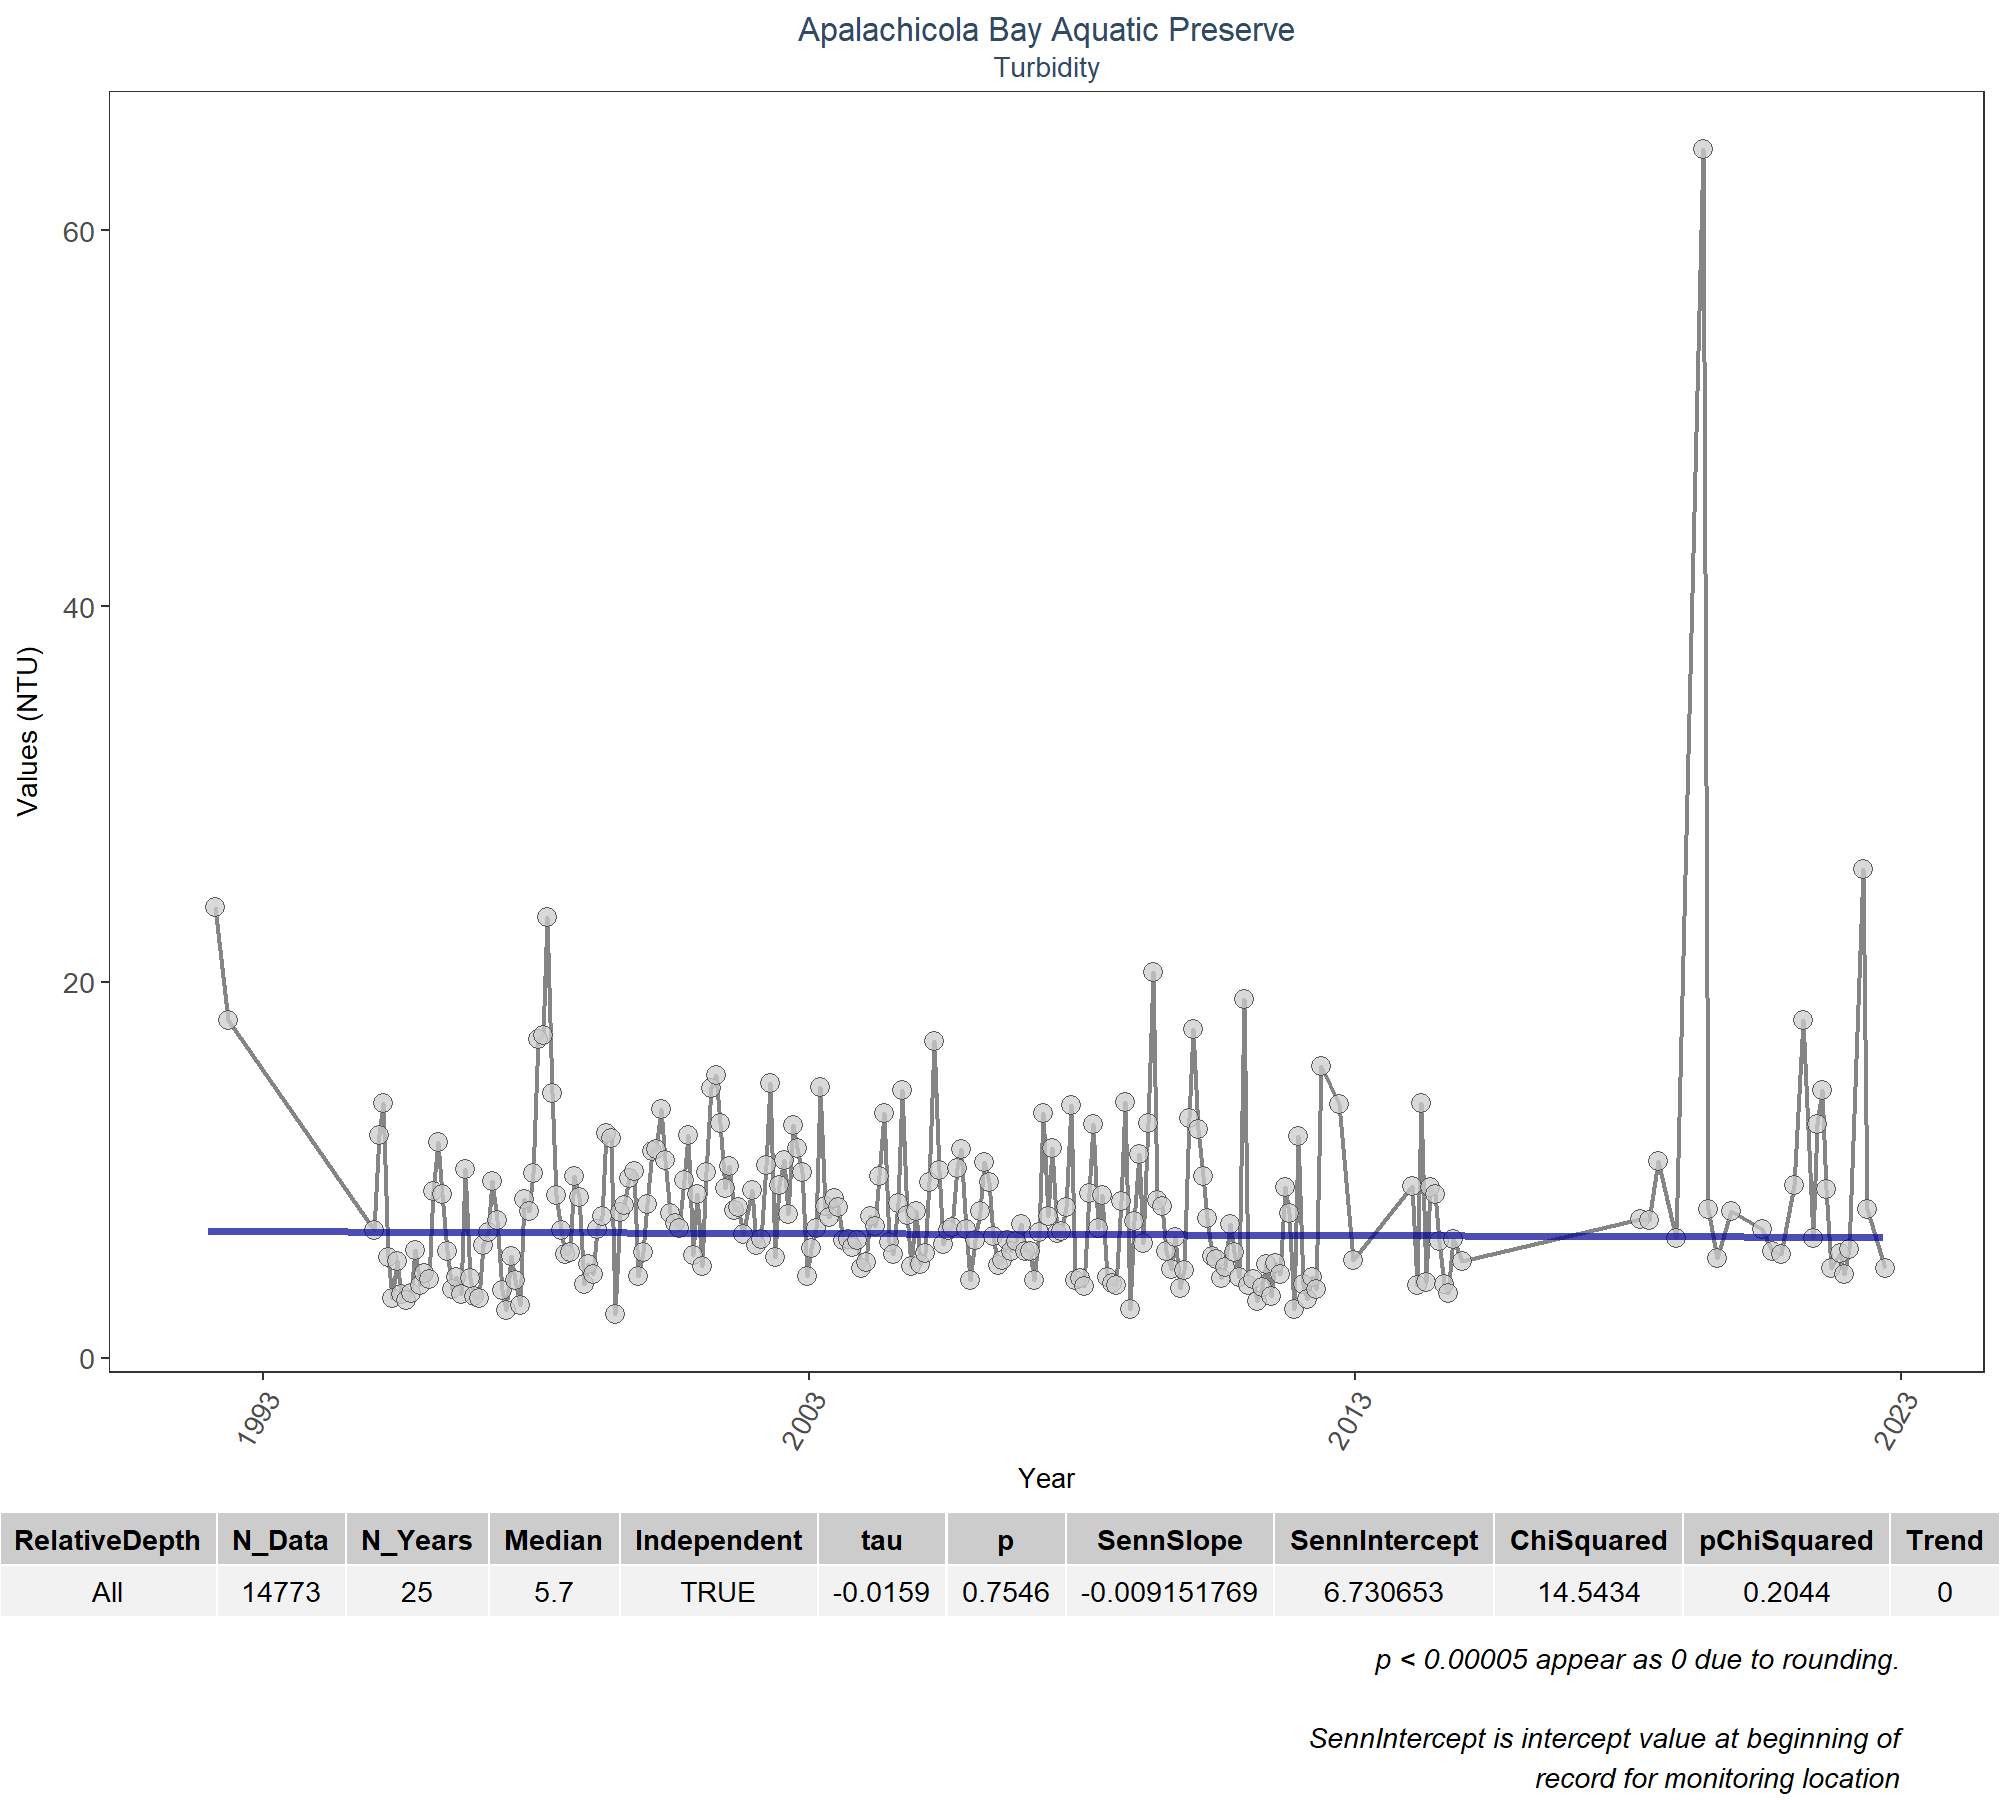 Apalachicola Bay Aquatic Preserve
Turbidity
60
40
20
0
Values (NTU)
1993
2003
2013
2023
Year
RelativeDepth N_Data N_Years Median Independent tau p SennSlope SennIntercept ChiSquared pChiSquared Trend
All 14773 25 5.7 TRUE -0.0159 0.7546 -0.009151769 6.730653 14.5434 0.2044 0
p < 0.00005 appear as 0 due to rounding.
SennIntercept is intercept value at beginning of
record for monitoring location